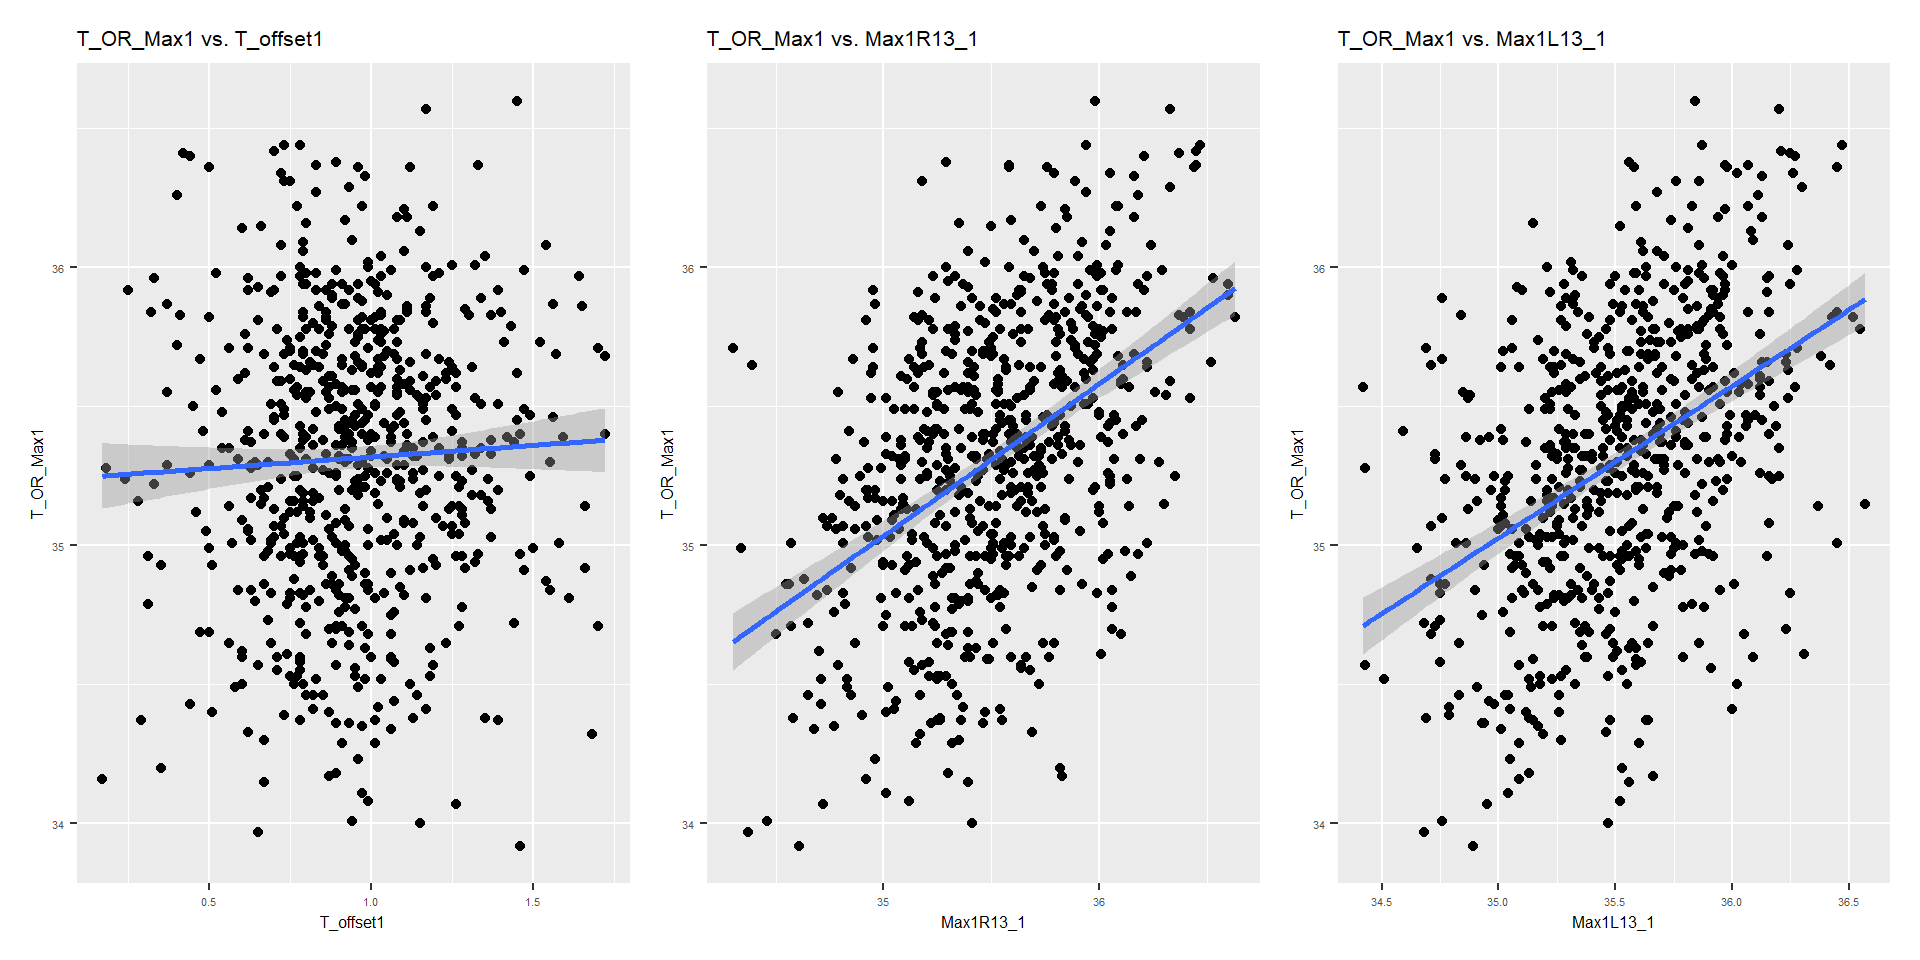 T_OR_Max1 vs. T_offset1
T_OR_Max1
36
35
34
0.5 1.0 1.5
T_offset1
T_OR_Max1 vs. Max1R13_1
T_OR_Max1
36
35
34
35 36
Max1R13_1
T_OR_Max1 vs. Max1L13_1
T_OR_Max1
36
35
34
34.5 35.0 35.5 36.0 36.5
Max1L13_1